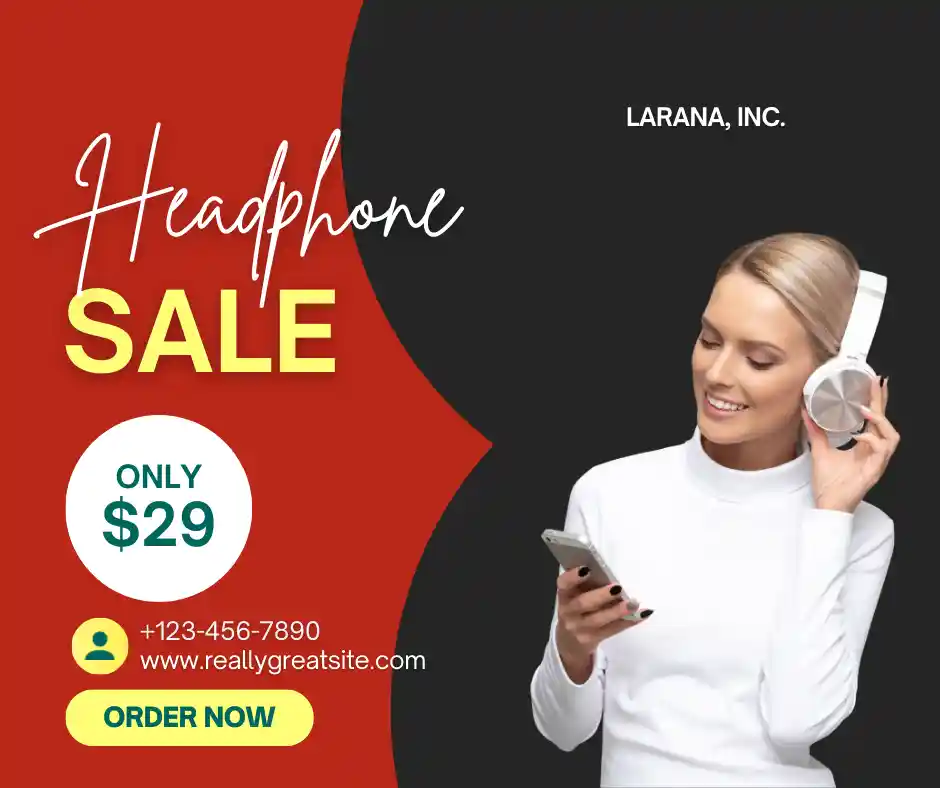 LARANA, INC.
Headphone
SALE
ONLY
$29
+123-456-7890
www.reallygreatsite.com
ORDER NOW